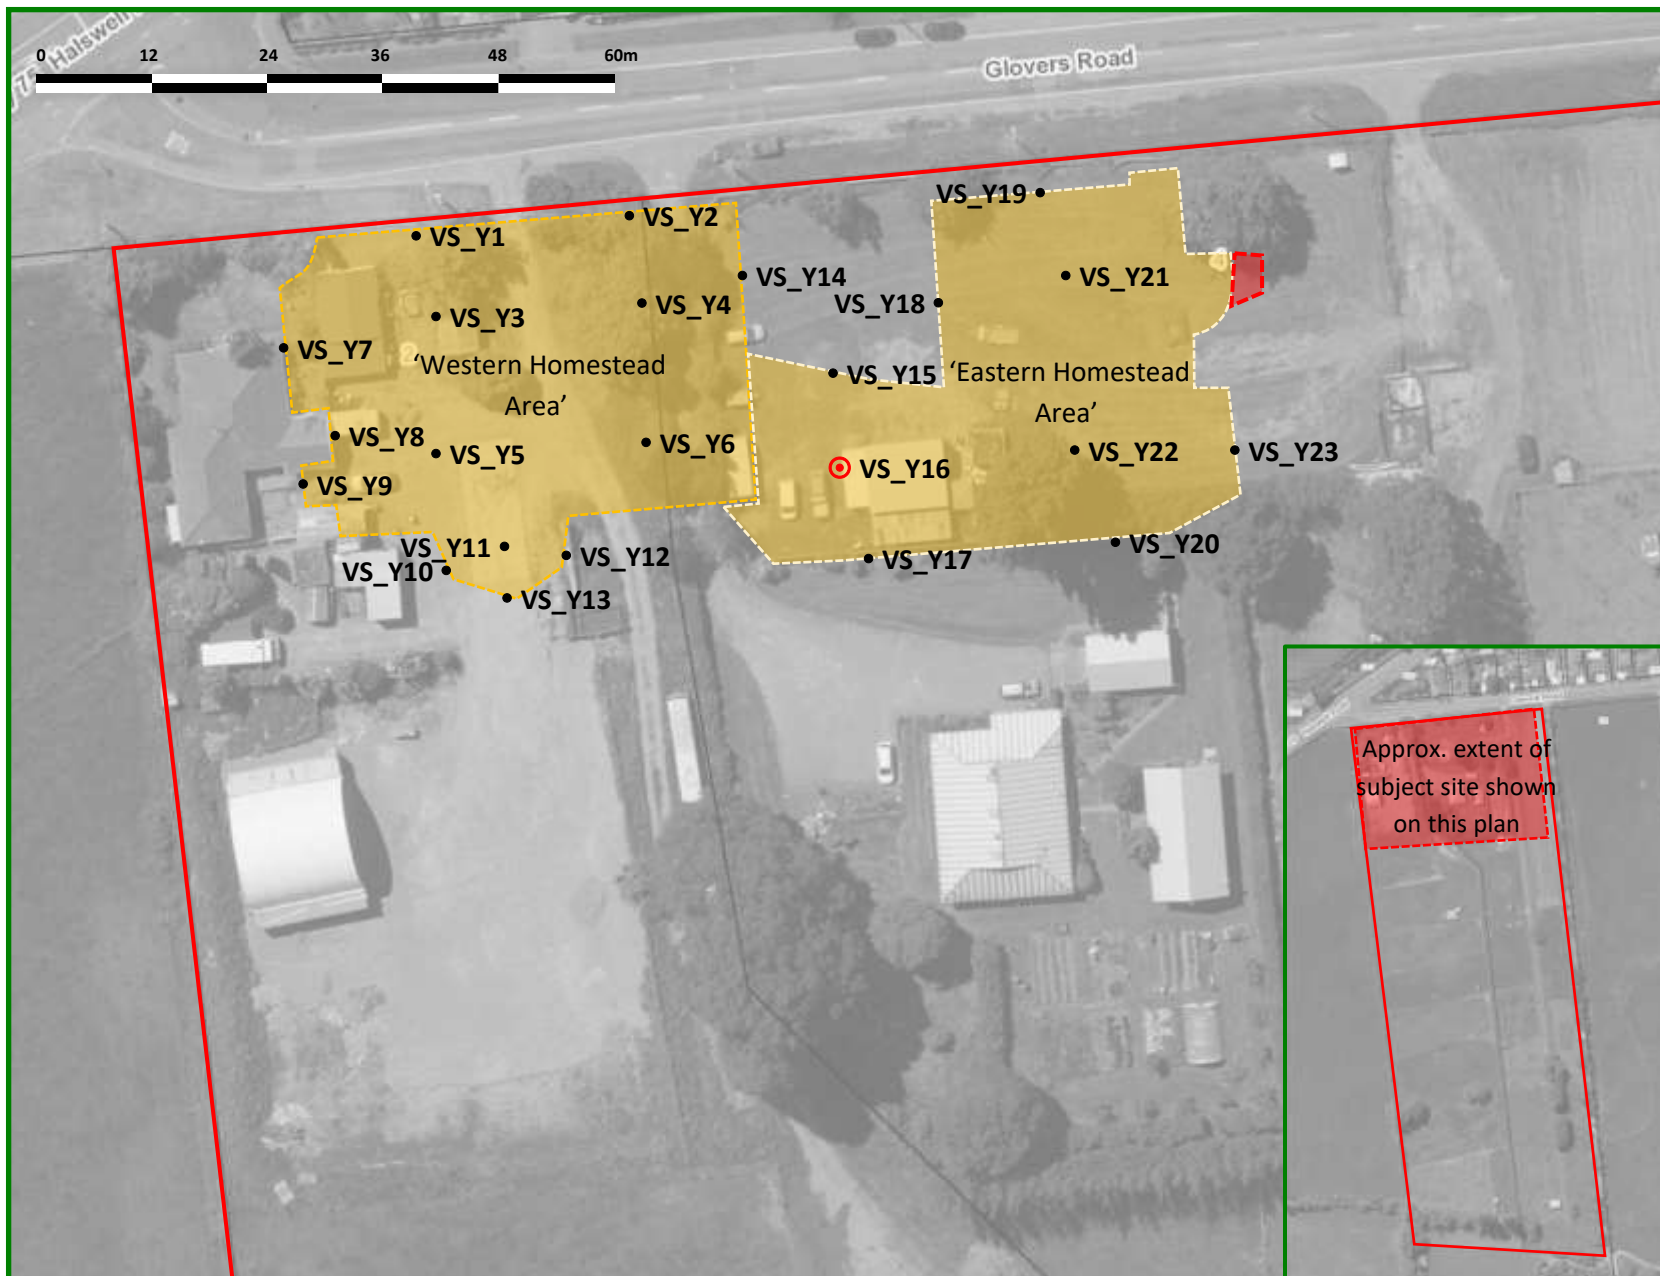 75 Halswell
0 12 24 36 48 60m
Glovers Road
VS_Y19
VS_Y2
VS_Y1
VS_Y14
VS_Y21
VS_Y18
VS_Y4
VS_Y3
VS_Y7
2
VS_Y15
‘Western Homestead
Area’
‘Eastern Homestead
Area’
VS_Y8
VS_Y5
VS_Y6
VS_Y22
VS_Y23
VS_Y16
VS_Y9
VS_Y11
VS_Y12
VS_Y20
VS_Y17
VS_Y10
VS_Y13
Approx. extent of
subject site shown
on this plan